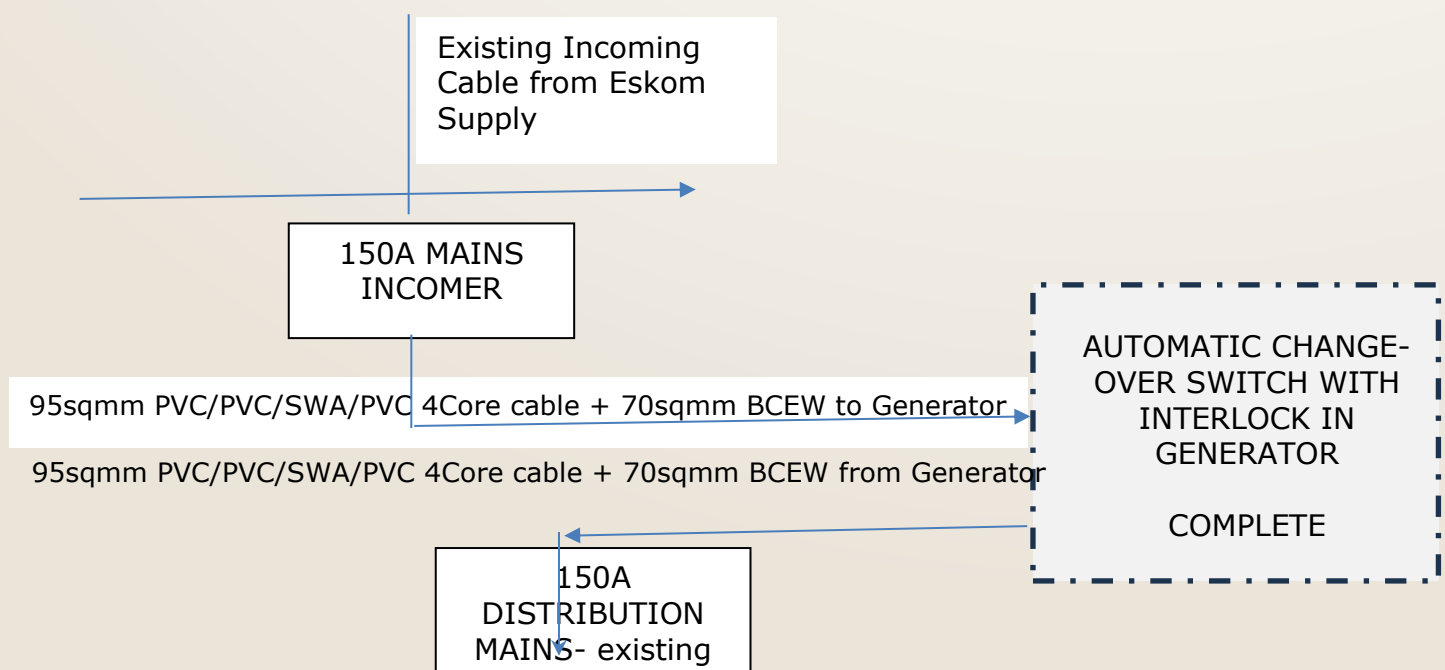 Existing Incoming
Cable from Eskom
Supply
150A MAINS
INCOMER
95sqmm PVC/PVC/SWA/PVC 4Core cable + 70sqmm BCEW to Generator
95sqmm PVC/PVC/SWA/PVC 4Core cable + 70sqmm BCEW from Generator
AUTOMATIC CHANGE-
OVER SWITCH WITH
INTERLOCK IN
GENERATOR
COMPLETE
150A
DISTRIBUTION
MAINS- existing